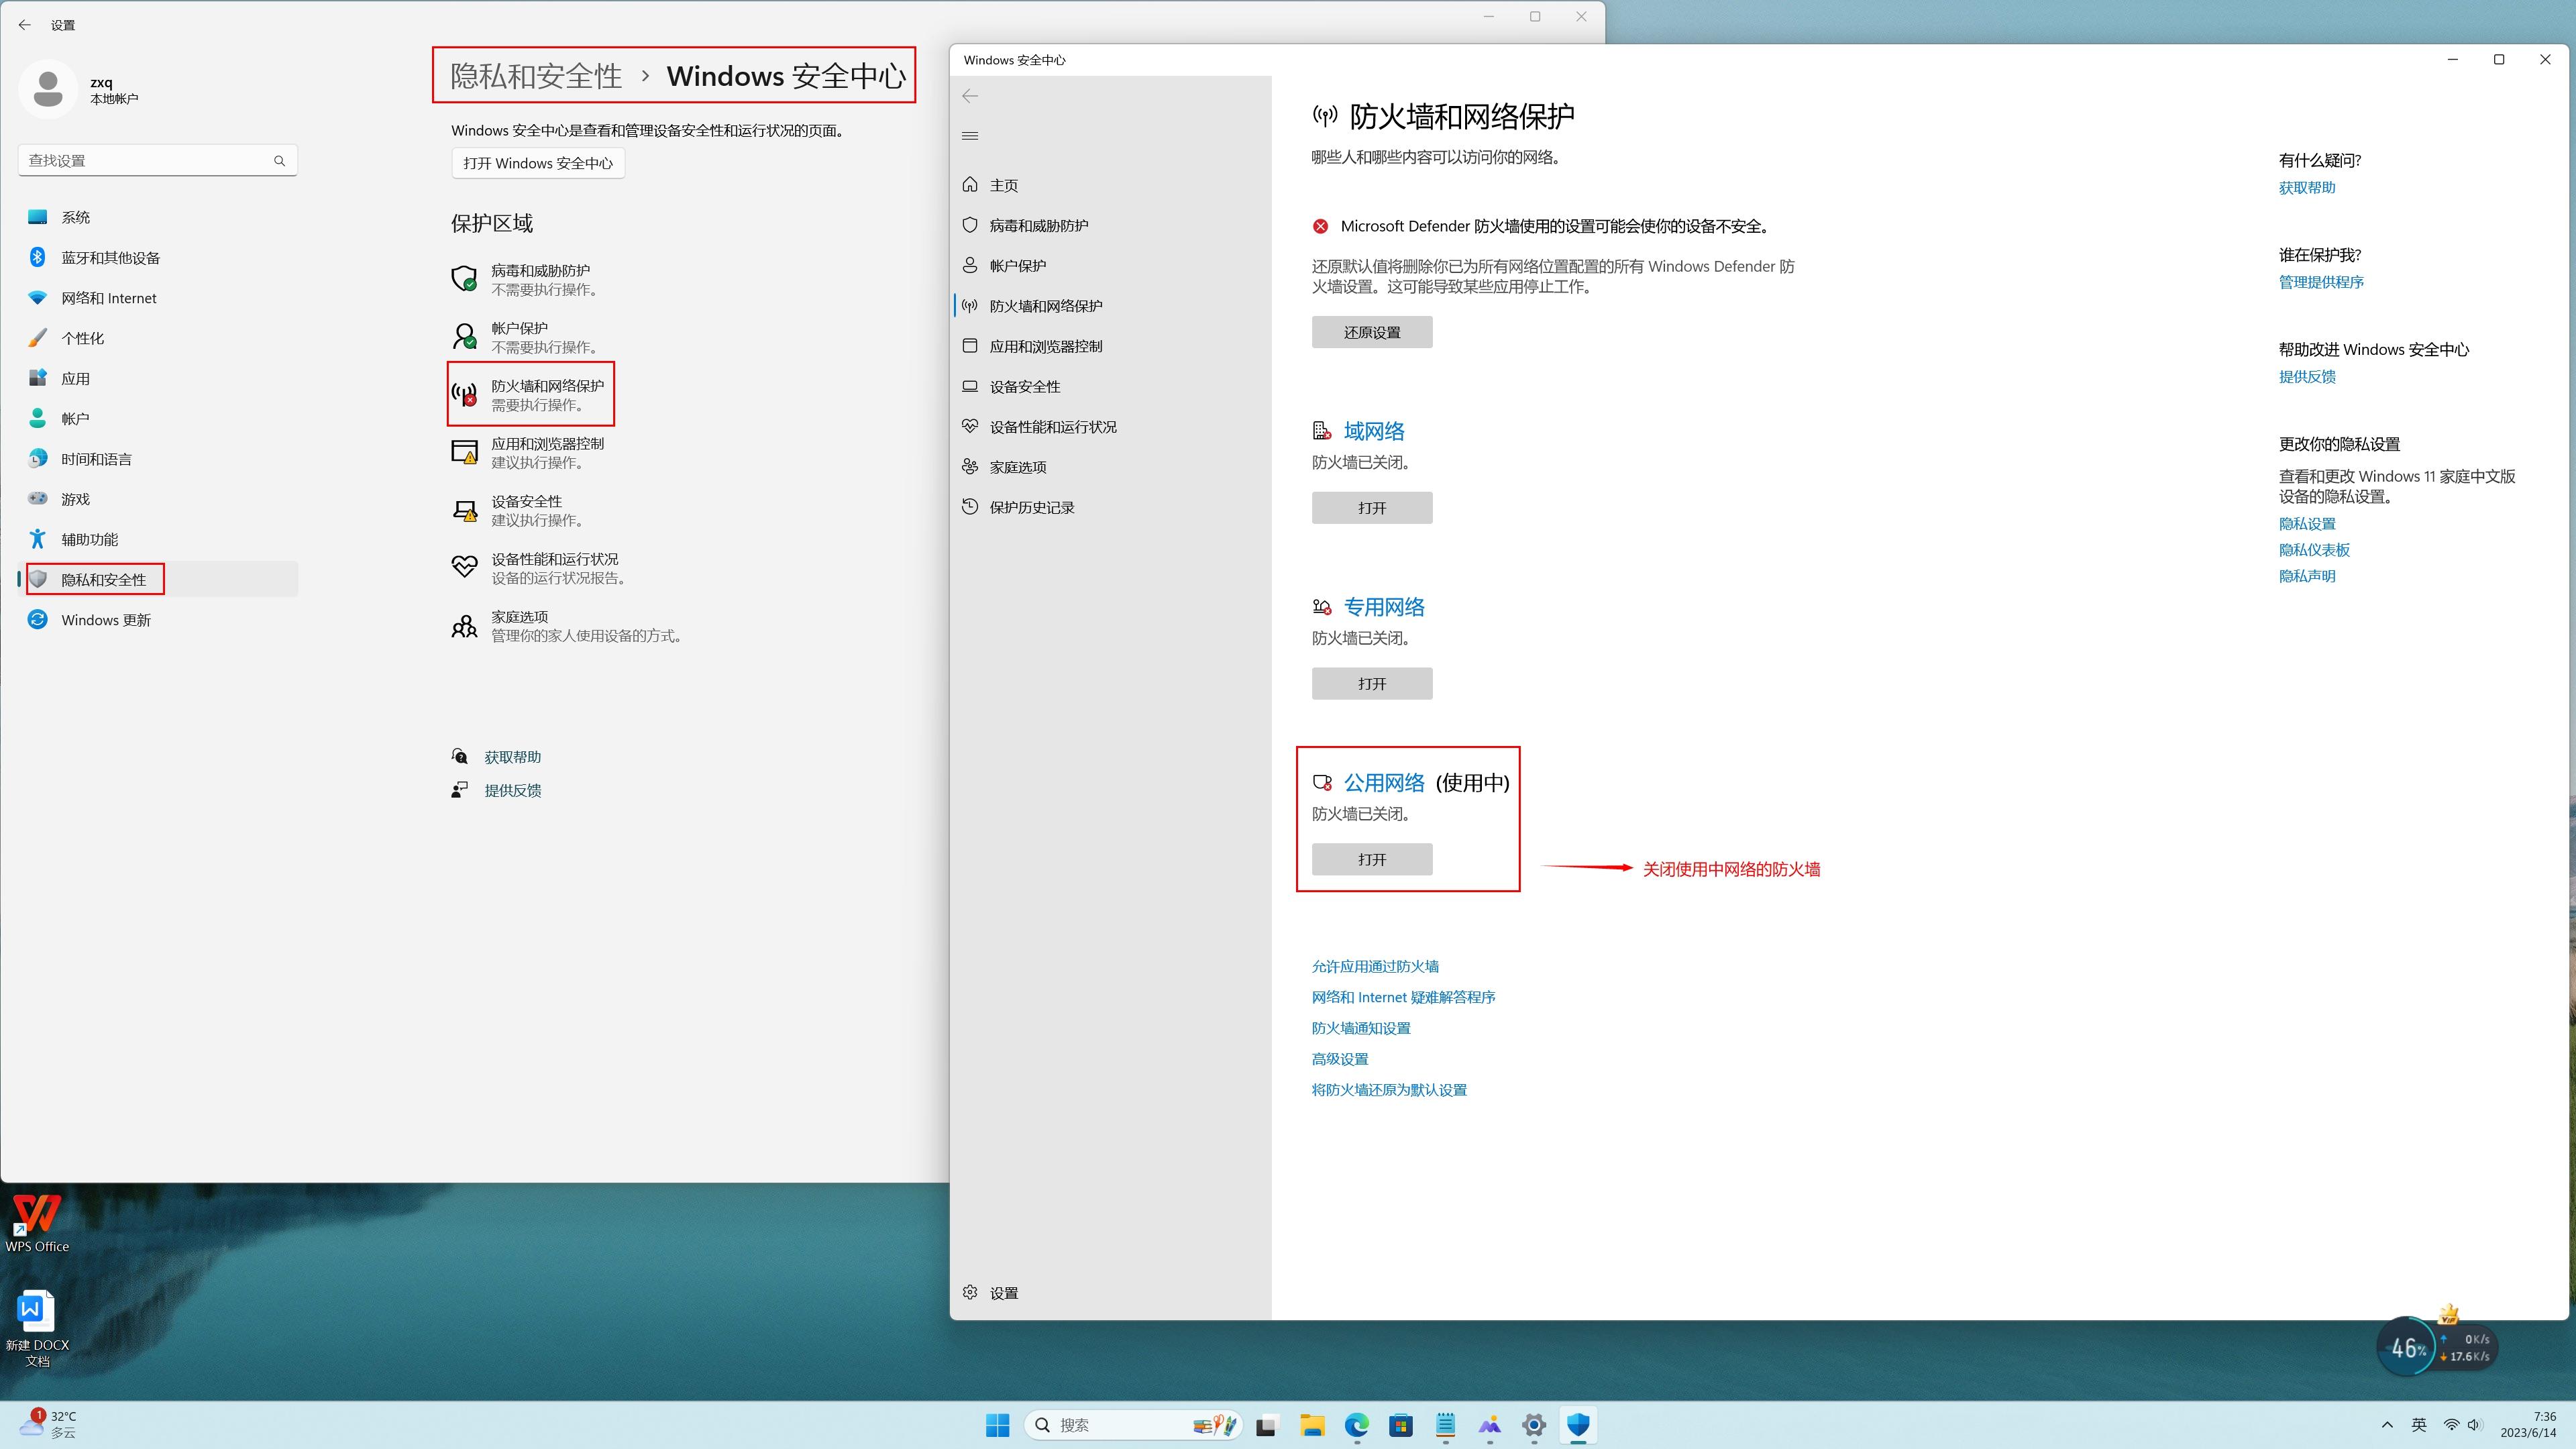 设置
zxq
本地帐户
查找设置
系统
蓝牙和其他设备
网络和 Internet
个性化
应用
帐户
时间和语言
游戏
辅助功能
隐私和安全性
Windows 更新
隐私和安全性 › Windows 安全中心
Windows 安全中心是查看和管理设备安全性和运行状况的页面。
打开 Windows 安全中心
保护区域
病毒和威胁防护
不需要执行操作。
帐户保护
不需要执行操作。
防火墙和网络保护
需要执行操作。
应用和浏览器控制
建议执行操作。
设备安全性
建议执行操作。
设备性能和运行状况
设备的运行状况报告。
家庭选项
管理你的家人使用设备的方式。
获取帮助
提供反馈
Windows 安全中心
主页
病毒和威胁防护
帐户保护
防火墙和网络保护
应用和浏览器控制
设备安全性
设备性能和运行状况
家庭选项
保护历史记录
设置
防火墙和网络保护
哪些人和哪些内容可以访问你的网络。
Microsoft Defender 防火墙使用的设置可能会使你的设备不安全。
还原默认值将删除你已为所有网络位置配置的所有 Windows Defender 防
火墙设置。这可能导致某些应用停止工作。
还原设置
域网络
防火墙已关闭。
打开
专用网络
防火墙已关闭。
打开
公用网络 (使用中)
防火墙已关闭。
打开
关闭使用中网络的防火墙
允许应用通过防火墙
网络和 Internet 疑难解答程序
防火墙通知设置
高级设置
将防火墙还原为默认设置
有什么疑问?
获取帮助
谁在保护我?
管理提供程序
帮助改进 Windows 安全中心
提供反馈
更改你的隐私设置
查看和更改 Windows 11 家庭中文版
设备的隐私设置。
隐私设置
隐私仪表板
隐私声明
WPS Office
新建 DOCX
文档
VIP
46%
0K/s
17.6K/s
1
32°C
多云
搜索
英
7:36
2023/6/14